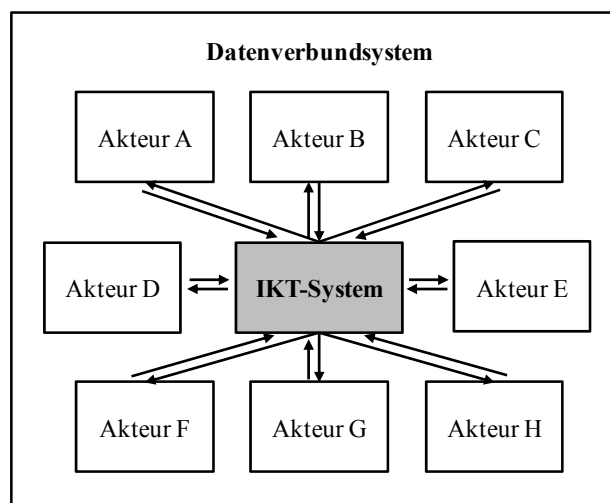 Datenverbundsystem
Akteur A
Akteur B
Akteur C
Akteur D
IKT-System
Akteur E
Akteur F
Akteur G
Akteur H